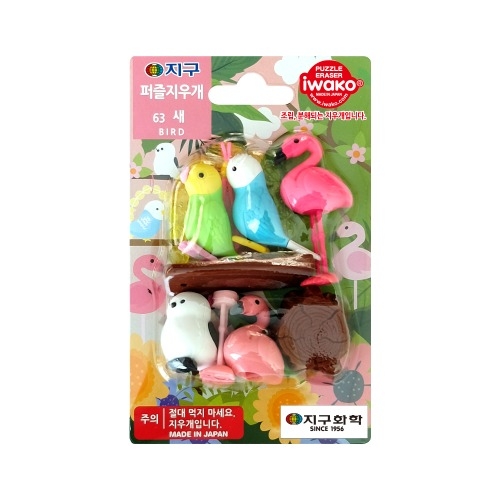 지구
퍼즐지우개
63 새
BIRD
PUZZLE
ERASER
iwako®
MADE IN JAPAN
www.iwako.com
조립, 분해되는 지우개입니다.
주의
절대 먹지 마세요.
지우개입니다.
MADE IN JAPAN
지구화학
SINCE 1956